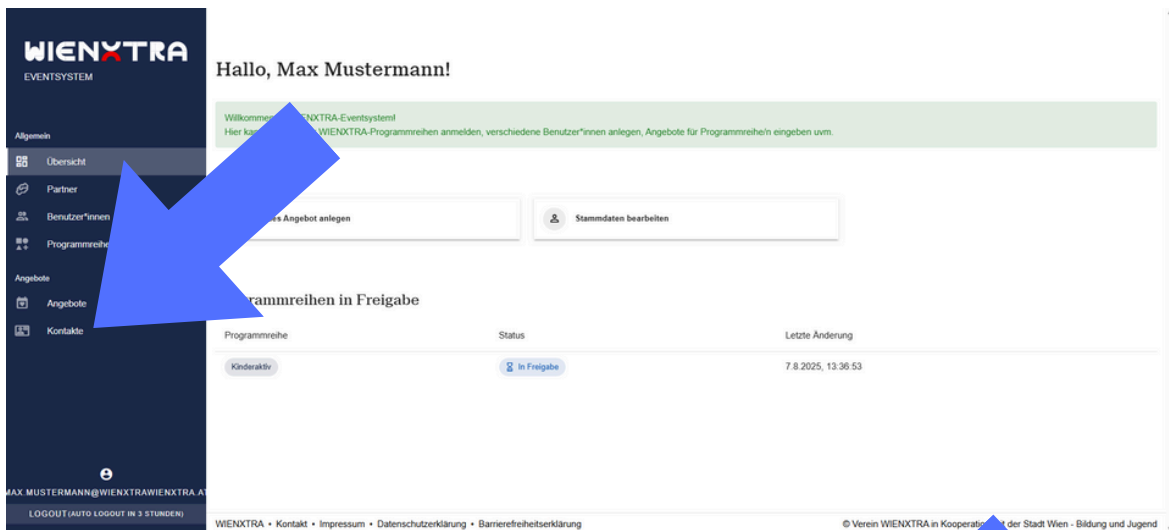 WIENXTRA
EVENTSYSTEM
Allgemein
Übersicht
Partner
Benutzer*innen
Programmreihe
Angebote
Angebote
Kontakte
MAX.MUSTERMANN@WIENXTRAWIENXTRA.AT
LOGOUT (AUTO LOGOUT IN 3 STUNDEN)
Hallo, Max Mustermann!
Willkommen NXTRA-Eventsystem!
Hier WIENXTRA-Programmreihen anmelden, verschiedene Benutzer*innen anlegen, Angebote für Programmreihe/n eingeben uvm.
Angebot anlegen
Stammdaten bearbeiten
rammreihen in Freigabe
Programmreihe Status Letzte Änderung
Kinderaktiv In Freigabe 7.8.2025, 13:36:53
WIENXTRA • Kontakt • Impressum • Datenschutzerklärung • Barrierefreiheitserklärung
© Verein WIENXTRA in Kooperation der Stadt Wien - Bildung und Jugend